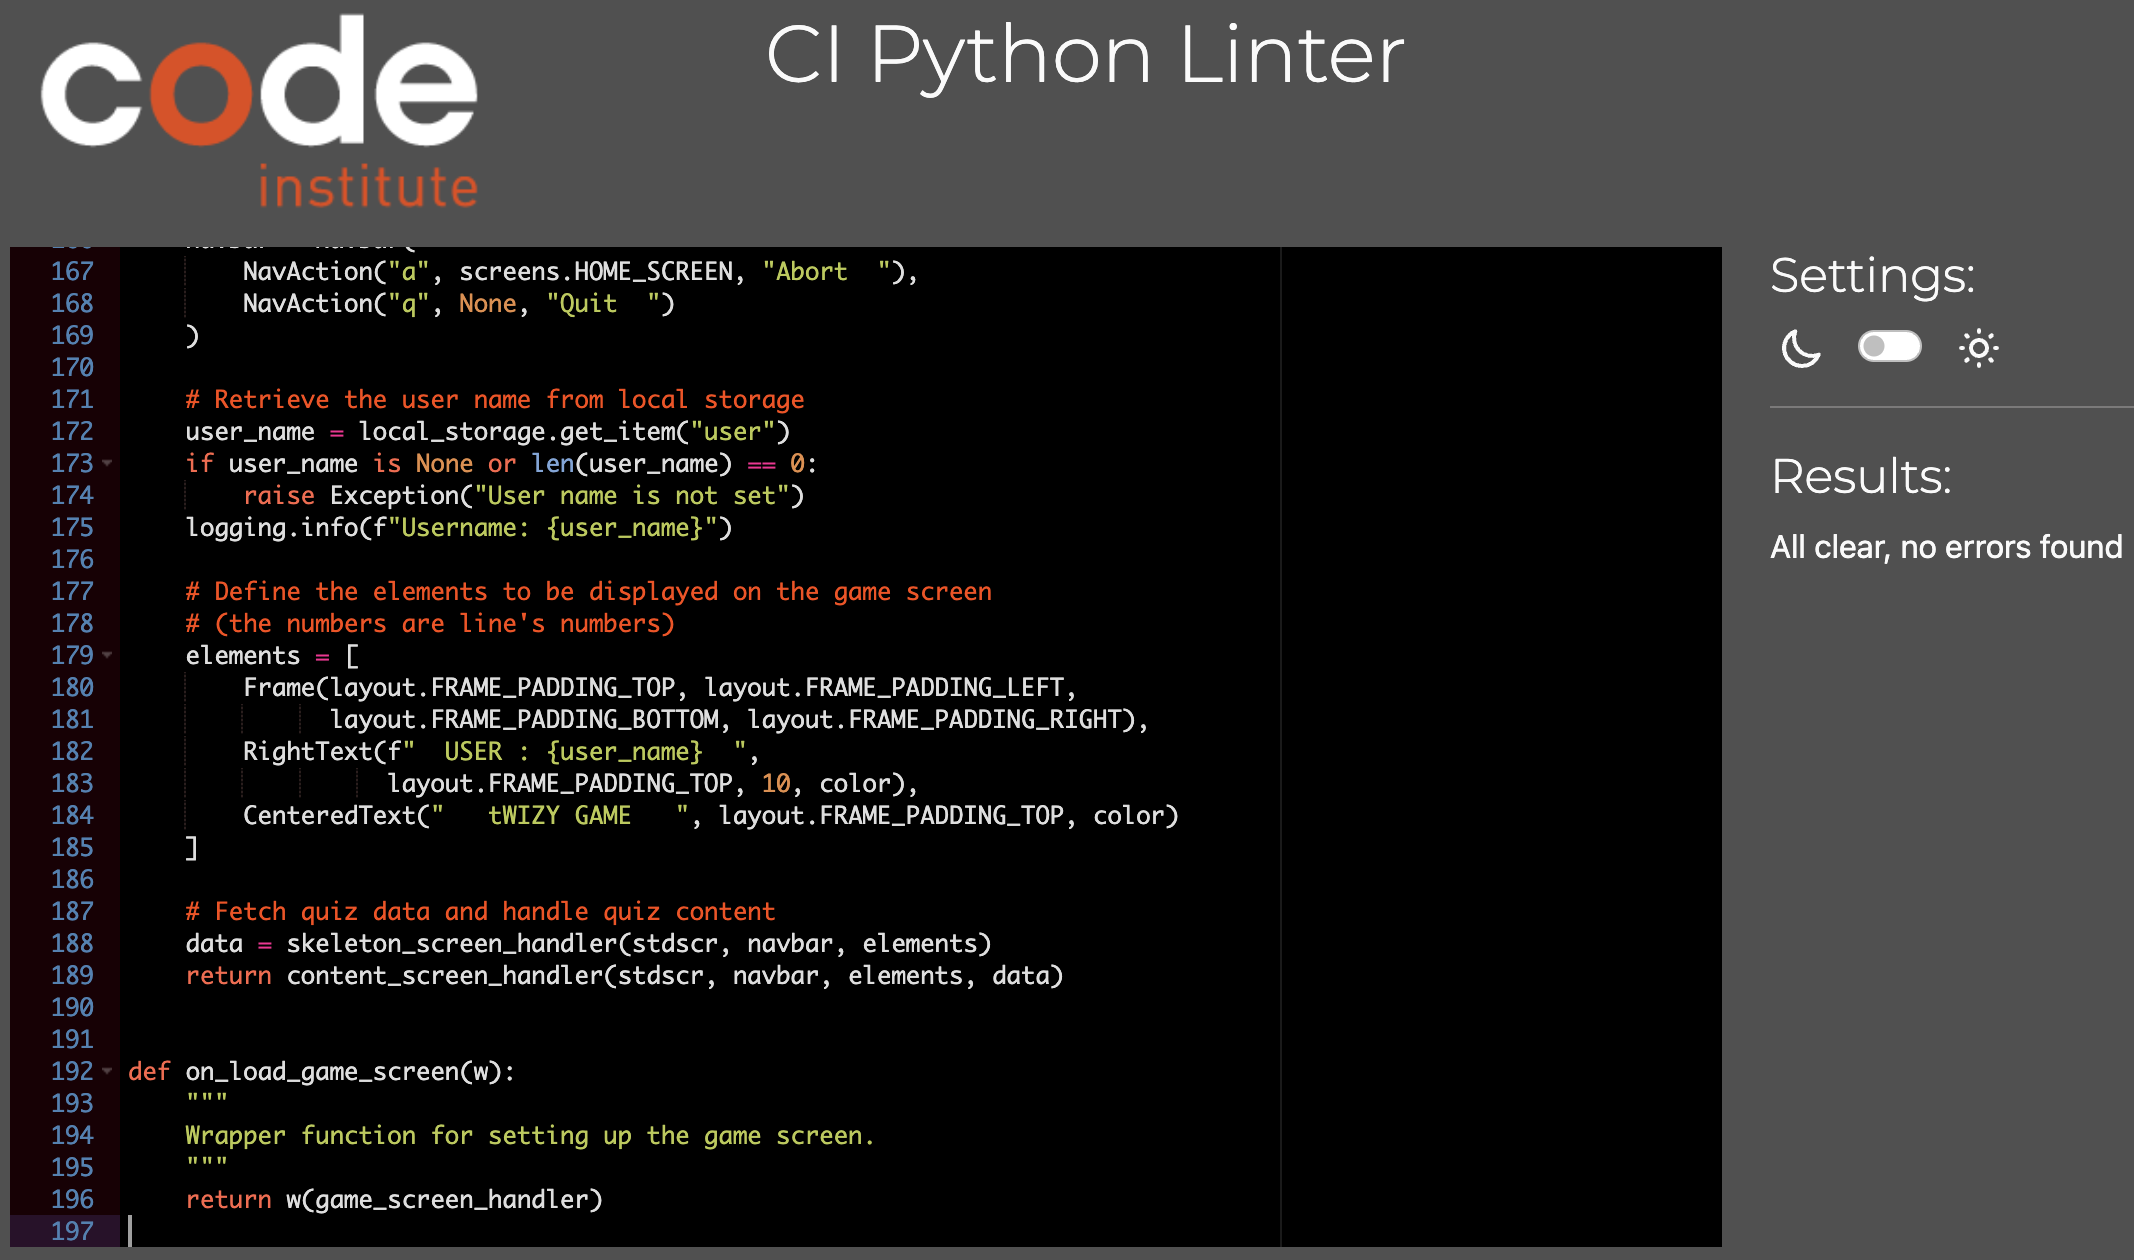 code
institute
CI Python Linter
167 NavAction("a", screens.HOME_SCREEN, "Abort  "),
168 NavAction("q", None, "Quit  ")
169 )
170
171 # Retrieve the user name from local storage
172 user_name = local_storage.get_item("user")
173 if user_name is None or len(user_name) == 0:
174 raise Exception("User name is not set")
175 logging.info(f"Username: {user_name}")
176
177 # Define the elements to be displayed on the game screen
178 # (the numbers are line's numbers)
179 elements = [
180 Frame(layout.FRAME_PADDING_TOP, layout.FRAME_PADDING_LEFT,
181 layout.FRAME_PADDING_BOTTOM, layout.FRAME_PADDING_RIGHT),
182 RightText(f"  USER : {user_name}  ",
183 layout.FRAME_PADDING_TOP, 10, color),
184 CenteredText("   tWIZY GAME   ", layout.FRAME_PADDING_TOP, color)
185 ]
186
187 # Fetch quiz data and handle quiz content
188 data = skeleton_screen_handler(stdscr, navbar, elements)
189 return content_screen_handler(stdscr, navbar, elements, data)
190
191
192 def on_load_game_screen(w):
193 """
194 Wrapper function for setting up the game screen.
195 """
196 return w(game_screen_handler)
197
Settings:
Results:
All clear, no errors found